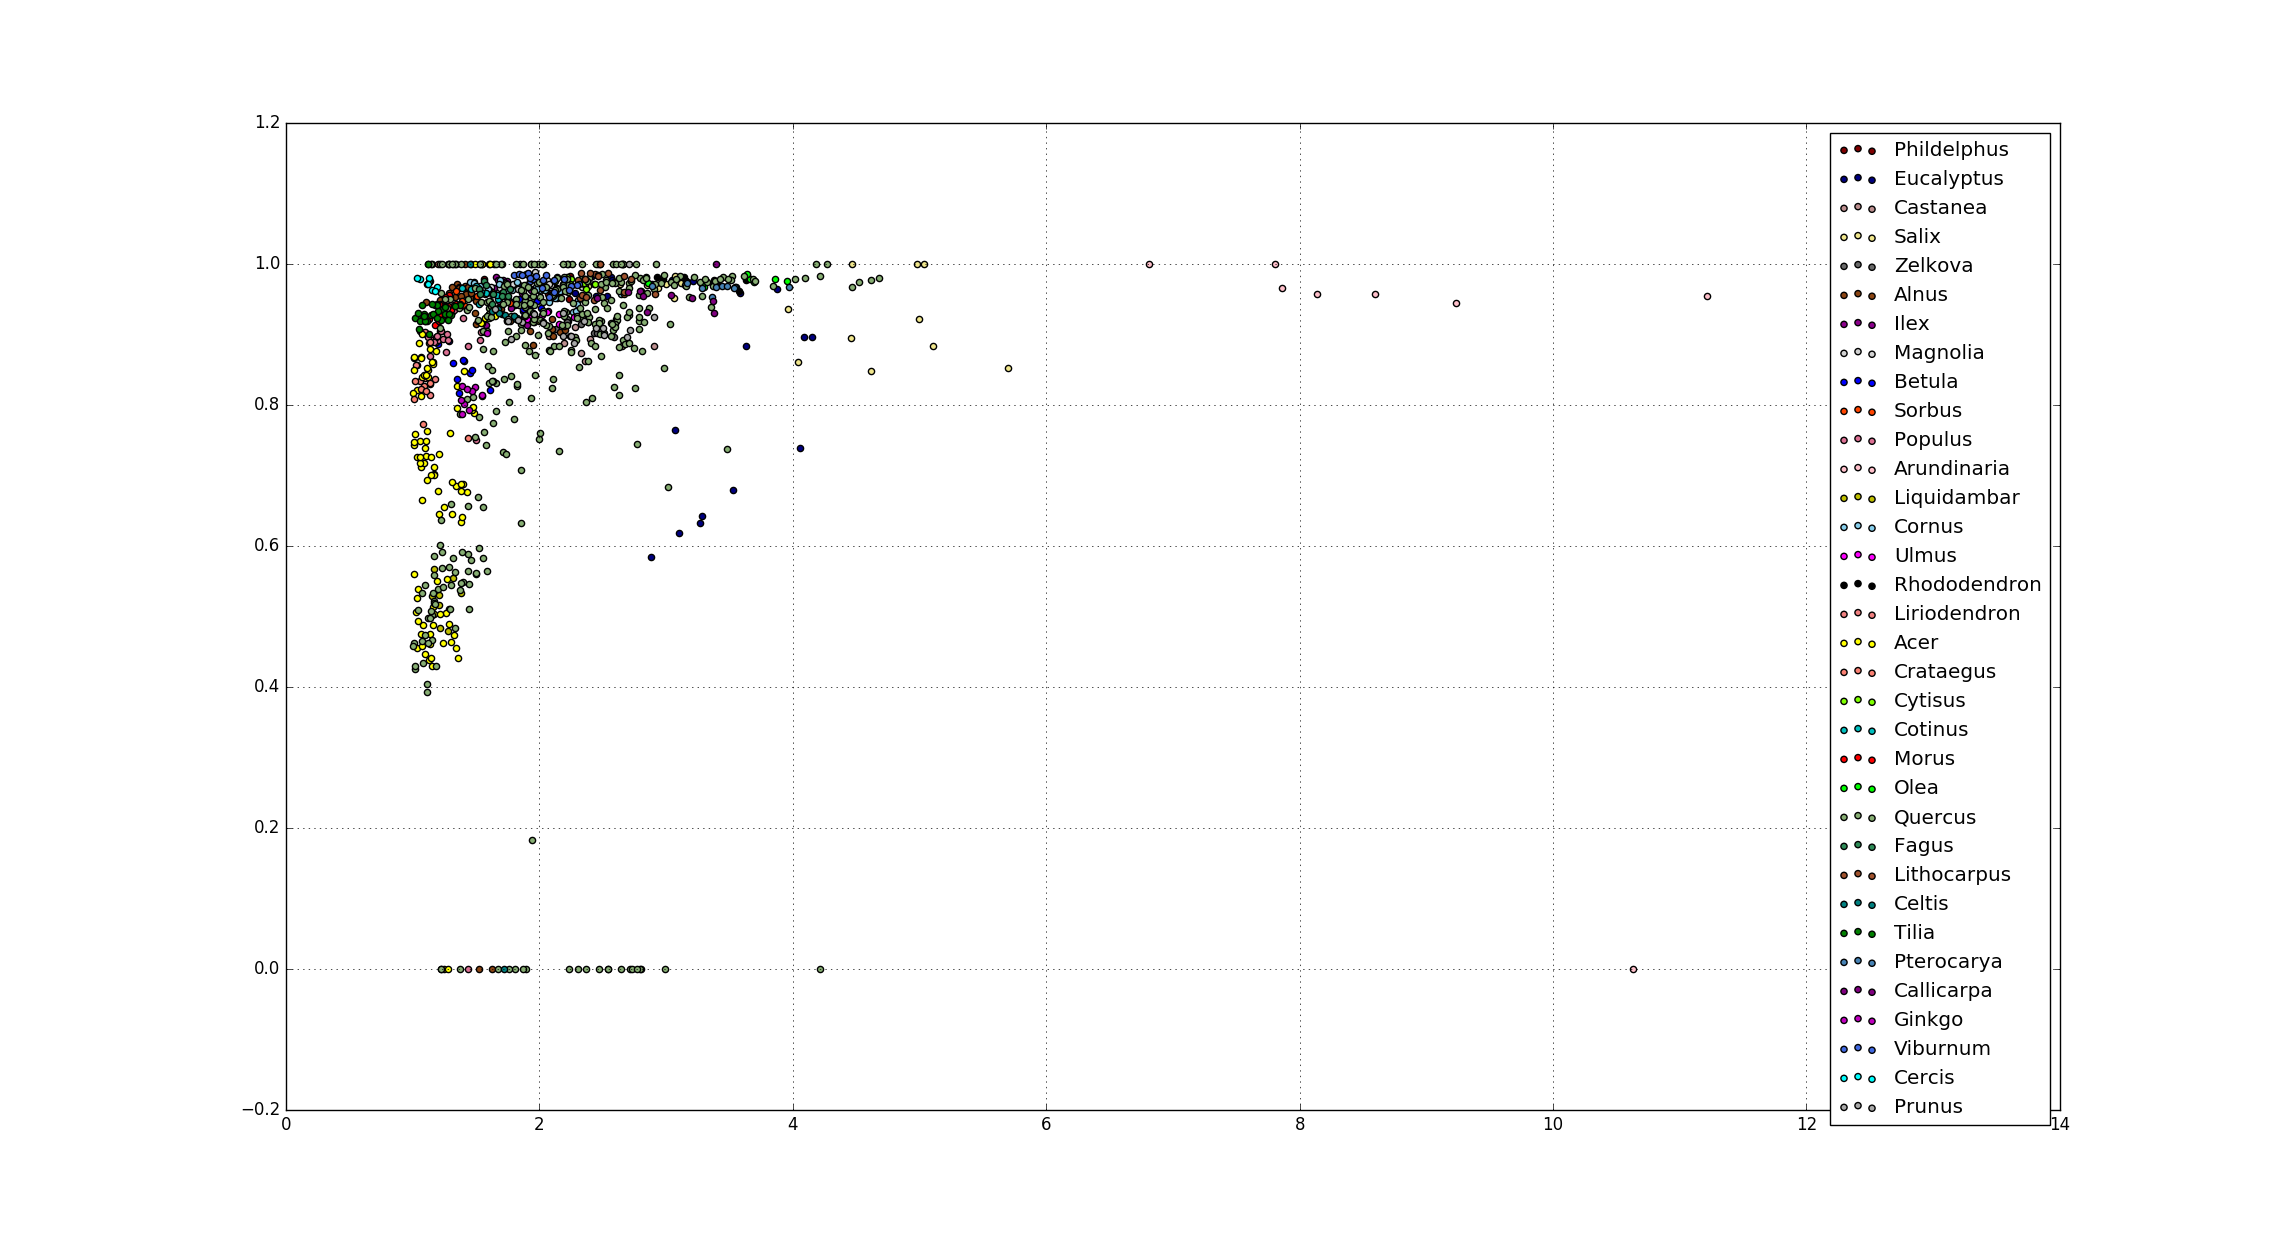 1.2
1.0
0.8
0.6
0.4
0.2
0.0
−0.2
0 2 4 6 8 10 12 14
Phildelphus
Eucalyptus
Castanea
Salix
Zelkova
Alnus
Ilex
Magnolia
Betula
Sorbus
Populus
Arundinaria
Liquidambar
Cornus
Ulmus
Rhododendron
Liriodendron
Acer
Crataegus
Cytisus
Cotinus
Morus
Olea
Quercus
Fagus
Lithocarpus
Celtis
Tilia
Pterocarya
Callicarpa
Ginkgo
Viburnum
Cercis
Prunus